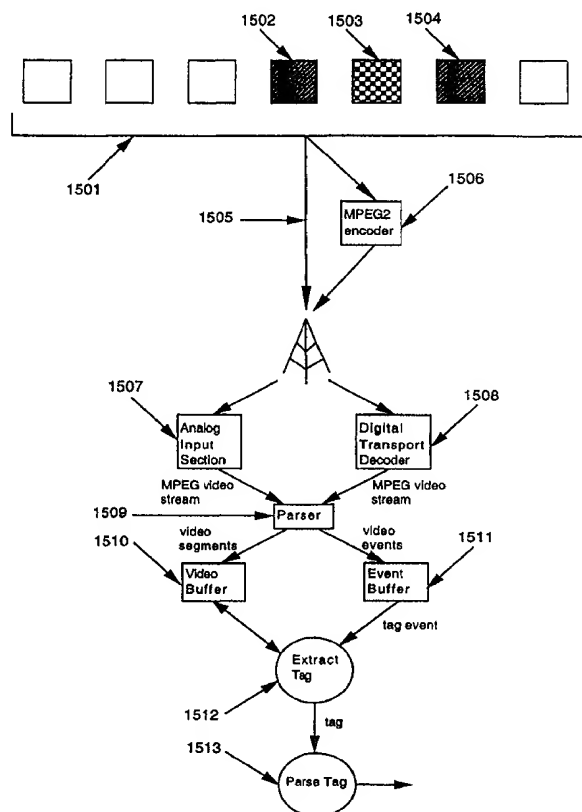 1502
1503
1504
1501
1505
1506
MPEG2
encoder
1507
1508
Analog
Input
Section
Digital
Transport
Decoder
MPEG video
stream
MPEG video
stream
1509
Parser
video
segments
video
events
1510
1511
Video
Buffer
Event
Buffer
tag event
Extract
Tag
1512
tag
1513
Parse Tag